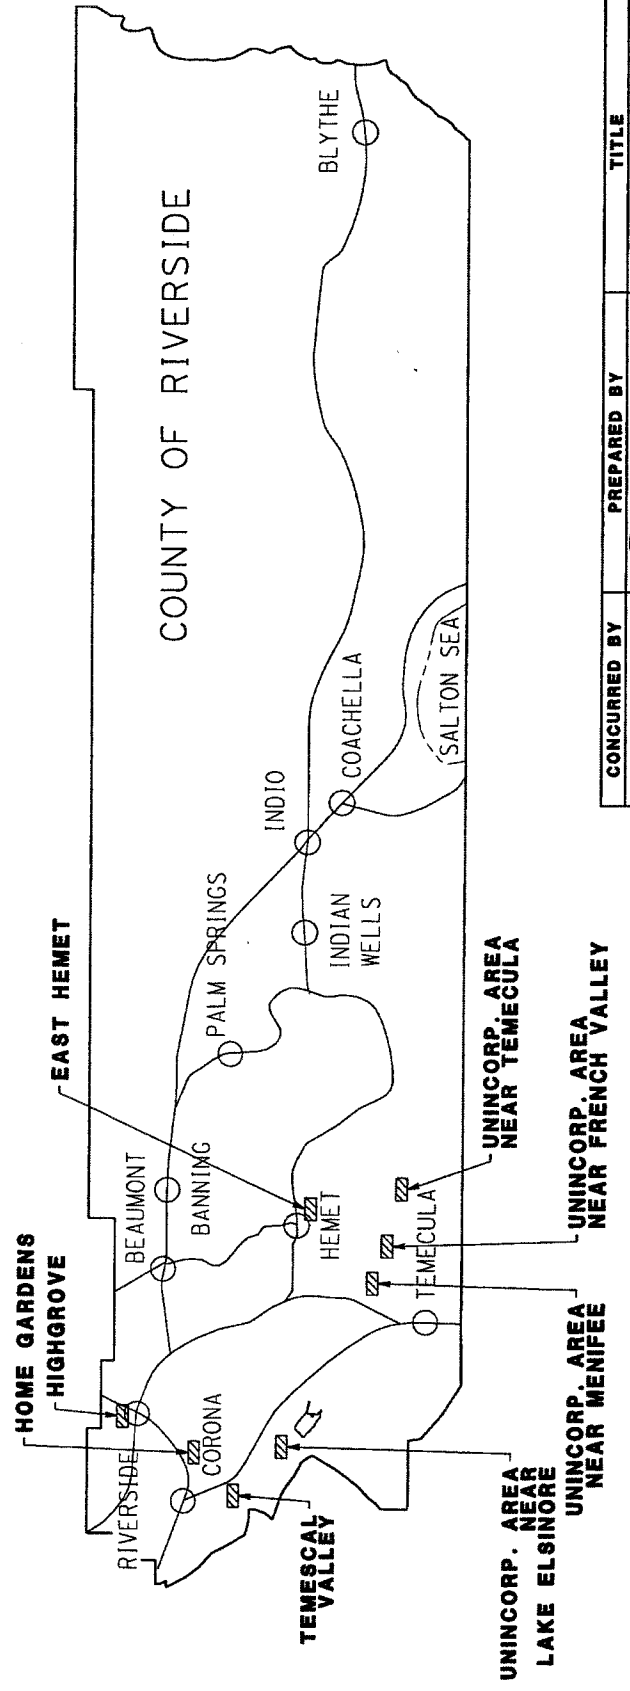 COUNTY OF RIVERSIDE
HOME GARDENS
HIGHGROVE
EAST HEMET
RIVERSIDE
CORONA
BEAUMONT
BANNING
HEMET
PALM SPRINGS
INDIAN
WELLS
INDIO
COACHELLA
SALTON SEA
BLYTHE
TEMECULA
TEMESCAL
VALLEY
UNINCORP. AREA
NEAR
LAKE ELSINORE
UNINCORP. AREA
NEAR MENIFEE
UNINCORP. AREA
NEAR FRENCH VALLEY
UNINCORP. AREA
NEAR TEMECULA
CONCURRED BY
PREPARED BY
TITLE